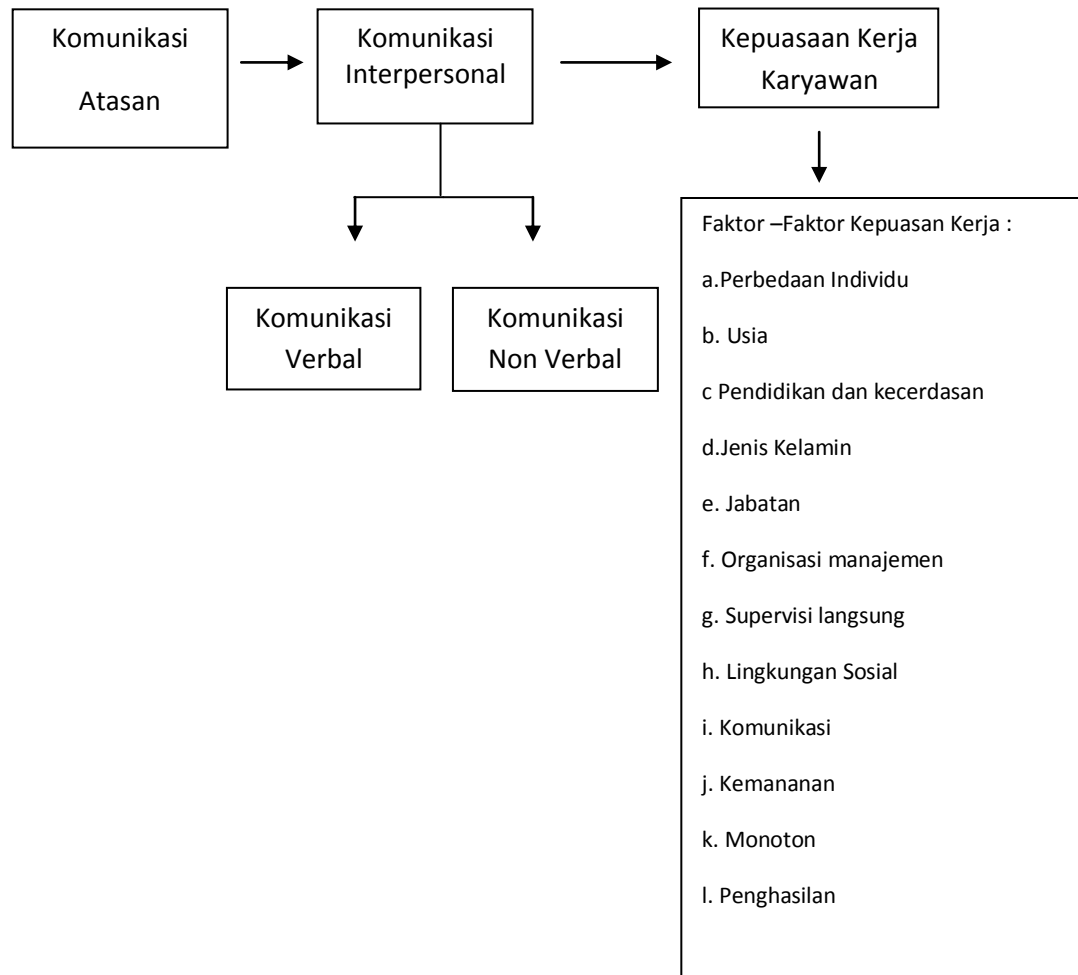 Komunikasi
Atasan
Komunikasi
Interpersonal
Kepuasaan Kerja
Karyawan
Komunikasi
Verbal
Komunikasi
Non Verbal
Faktor –Faktor Kepuasan Kerja :
a.Perbedaan Individu
b. Usia
c Pendidikan dan kecerdasan
d.Jenis Kelamin
e. Jabatan
f. Organisasi manajemen
g. Supervisi langsung
h. Lingkungan Sosial
i. Komunikasi
j. Kemananan
k. Monoton
l. Penghasilan